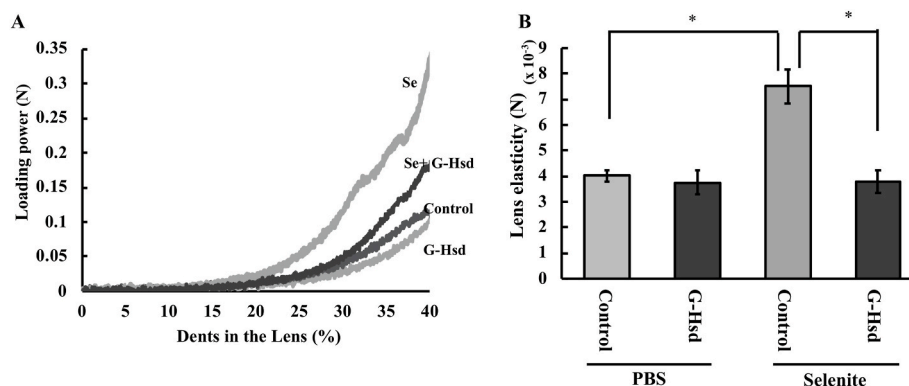 A
Loading power (N)
0.35
0.3
0.25
0.2
0.15
0.1
0.05
0
Se
Se+G-Hsd
Control
G-Hsd
0 5 10 15 20 25 30 35 40
Dents in the Lens (%)
B
Lens elasticity (N)
(x 10⁻³)
9
8
7
6
5
4
3
2
1
0
* *
Control G-Hsd Control G-Hsd
PBS Selenite